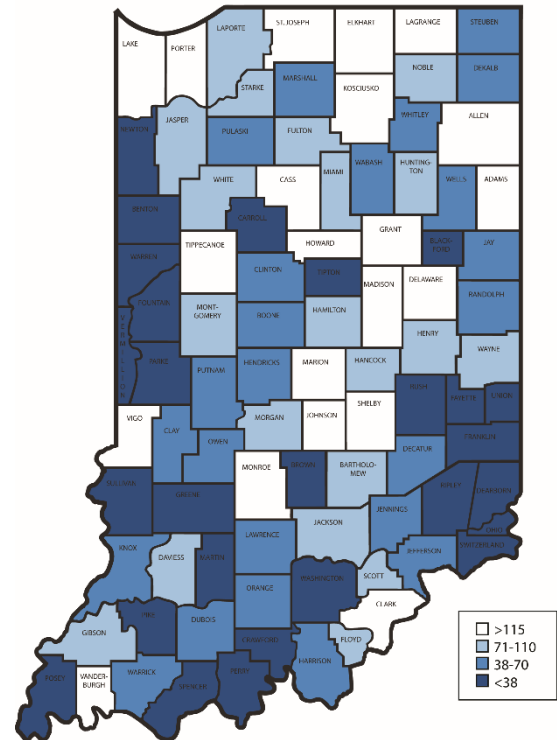 LAPORTE
ST. JOSEPH
ELKHART
LAGRANGE
STEUBEN
LAKE
PORTER
NOBLE
DEKALB
STARKE
MARSHALL
KOSCIUSKO
NEWTON
JASPER
PULASKI
FULTON
WHITLEY
ALLEN
WHITE
CASS
MIAMI
WABASH
HUNTING-
TON
WELLS
ADAMS
BENTON
CARROLL
HOWARD
GRANT
BLACK-
FORD
JAY
WARREN
TIPPECANOE
CLINTON
TIPTON
MADISON
DELAWARE
RANDOLPH
FOUNTAIN
MONT-
GOMERY
BOONE
HAMILTON
HENRY
WAYNE
VERMILLION
PARKE
PUTNAM
HENDRICKS
MARION
HANCOCK
RUSH
FAYETTE
UNION
VIGO
CLAY
OWEN
MORGAN
JOHNSON
SHELBY
DECATUR
FRANKLIN
SULLIVAN
GREENE
MONROE
BROWN
BARTHOLO-
MEW
RIPLEY
DEARBORN
JENNINGS
OHIO
KNOX
DAVIESS
MARTIN
LAWRENCE
JACKSON
JEFFERSON
SWITZERLAND
ORANGE
WASHINGTON
SCOTT
CLARK
GIBSON
PIKE
DUBOIS
CRAWFORD
FLOYD
HARRISON
POSEY
VANDER-
BURGH
WARRICK
SPENCER
PERRY
>115
71-110
38-70
<38